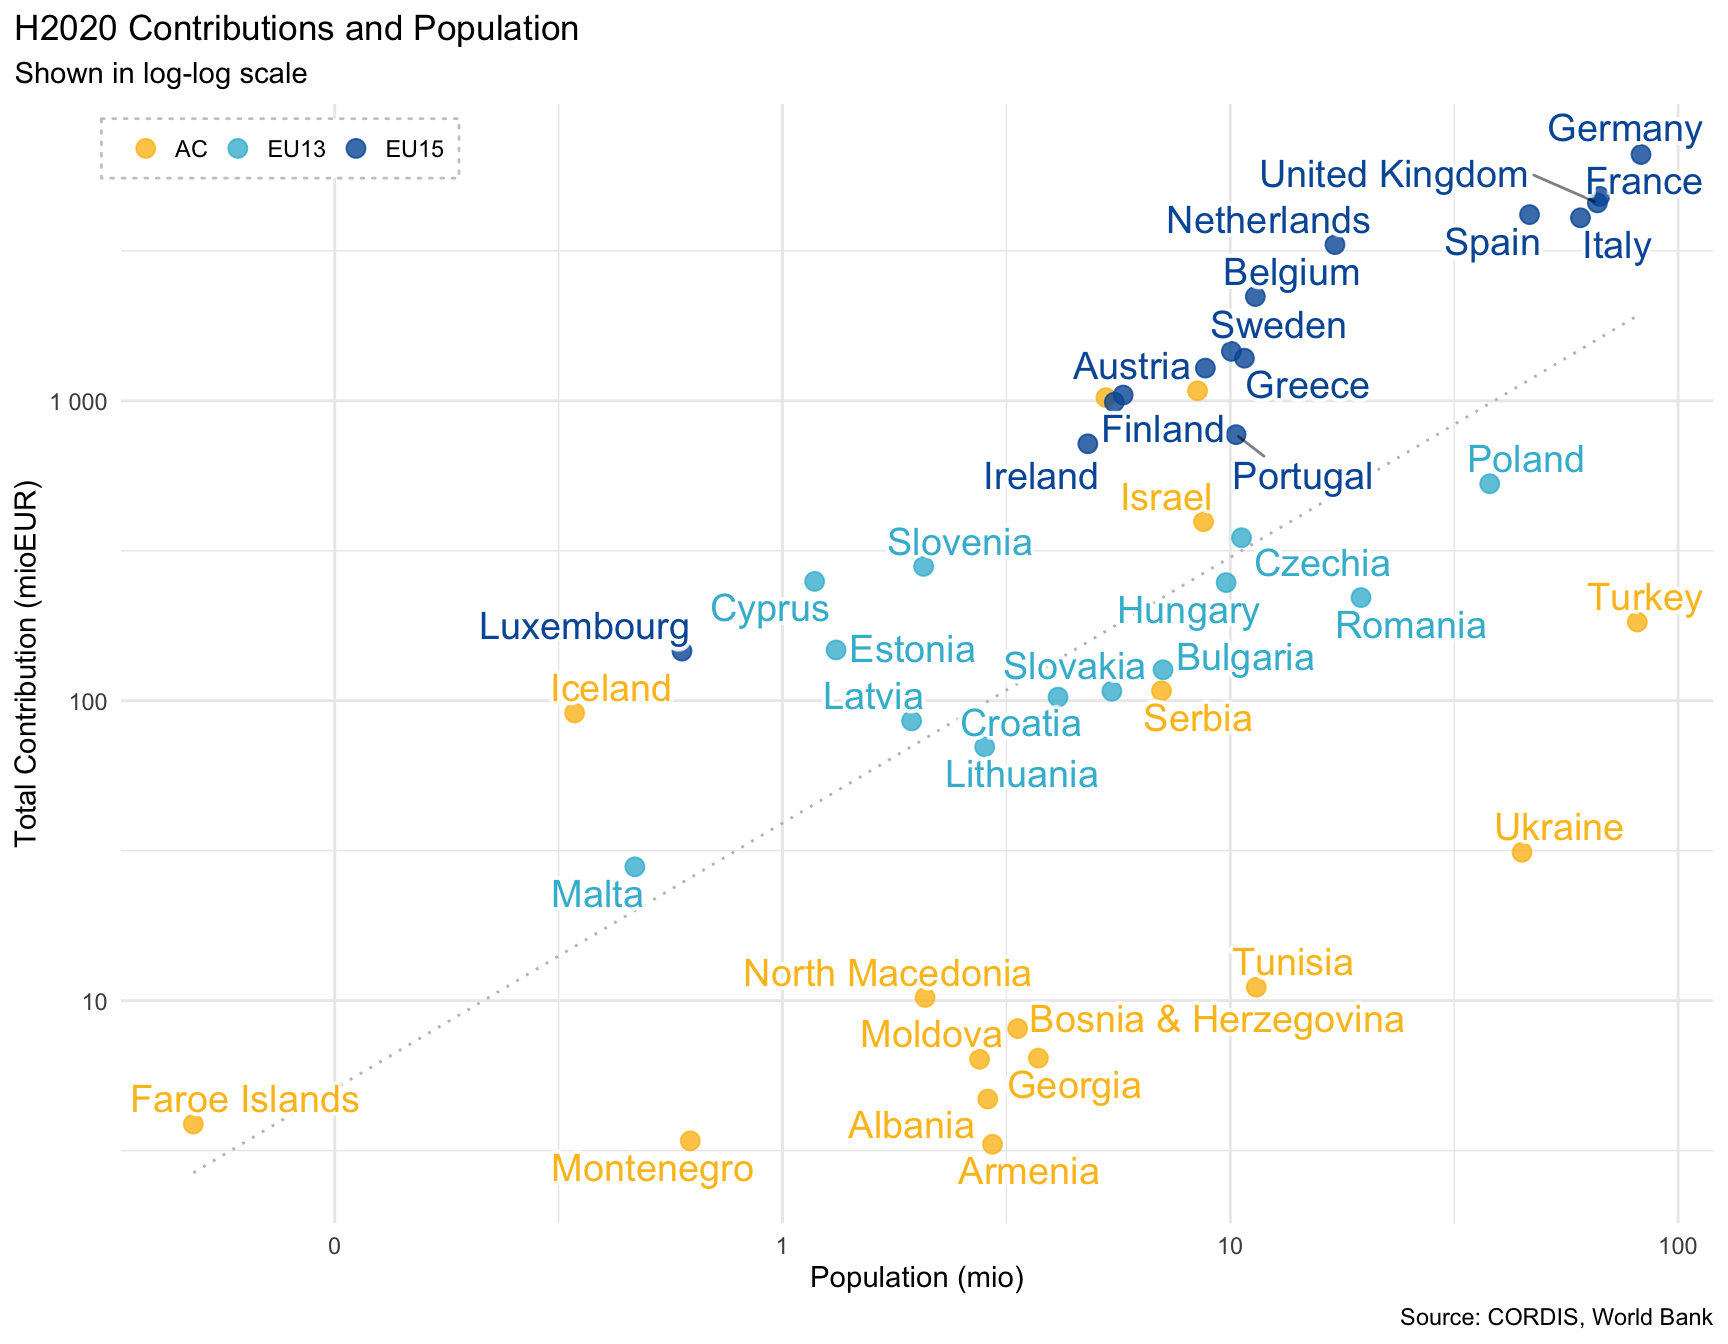 H2020 Contributions and Population
Shown in log-log scale
AC EU13 EU15
Germany
United Kingdom
France
Netherlands
Spain
Italy
Belgium
Sweden
Austria
Greece
1 000
Finland
Poland
Ireland
Portugal
Israel
Slovenia
Czechia
Cyprus
Hungary
Turkey
Luxembourg
Romania
Estonia
Slovakia
Bulgaria
Iceland
Latvia
100
Croatia
Serbia
Lithuania
Ukraine
Malta
Total Contribution (mioEUR)
North Macedonia
Tunisia
10
Bosnia & Herzegovina
Moldova
Georgia
Faroe Islands
Albania
Montenegro
Armenia
0 1 10 100
Population (mio)
Source: CORDIS, World Bank